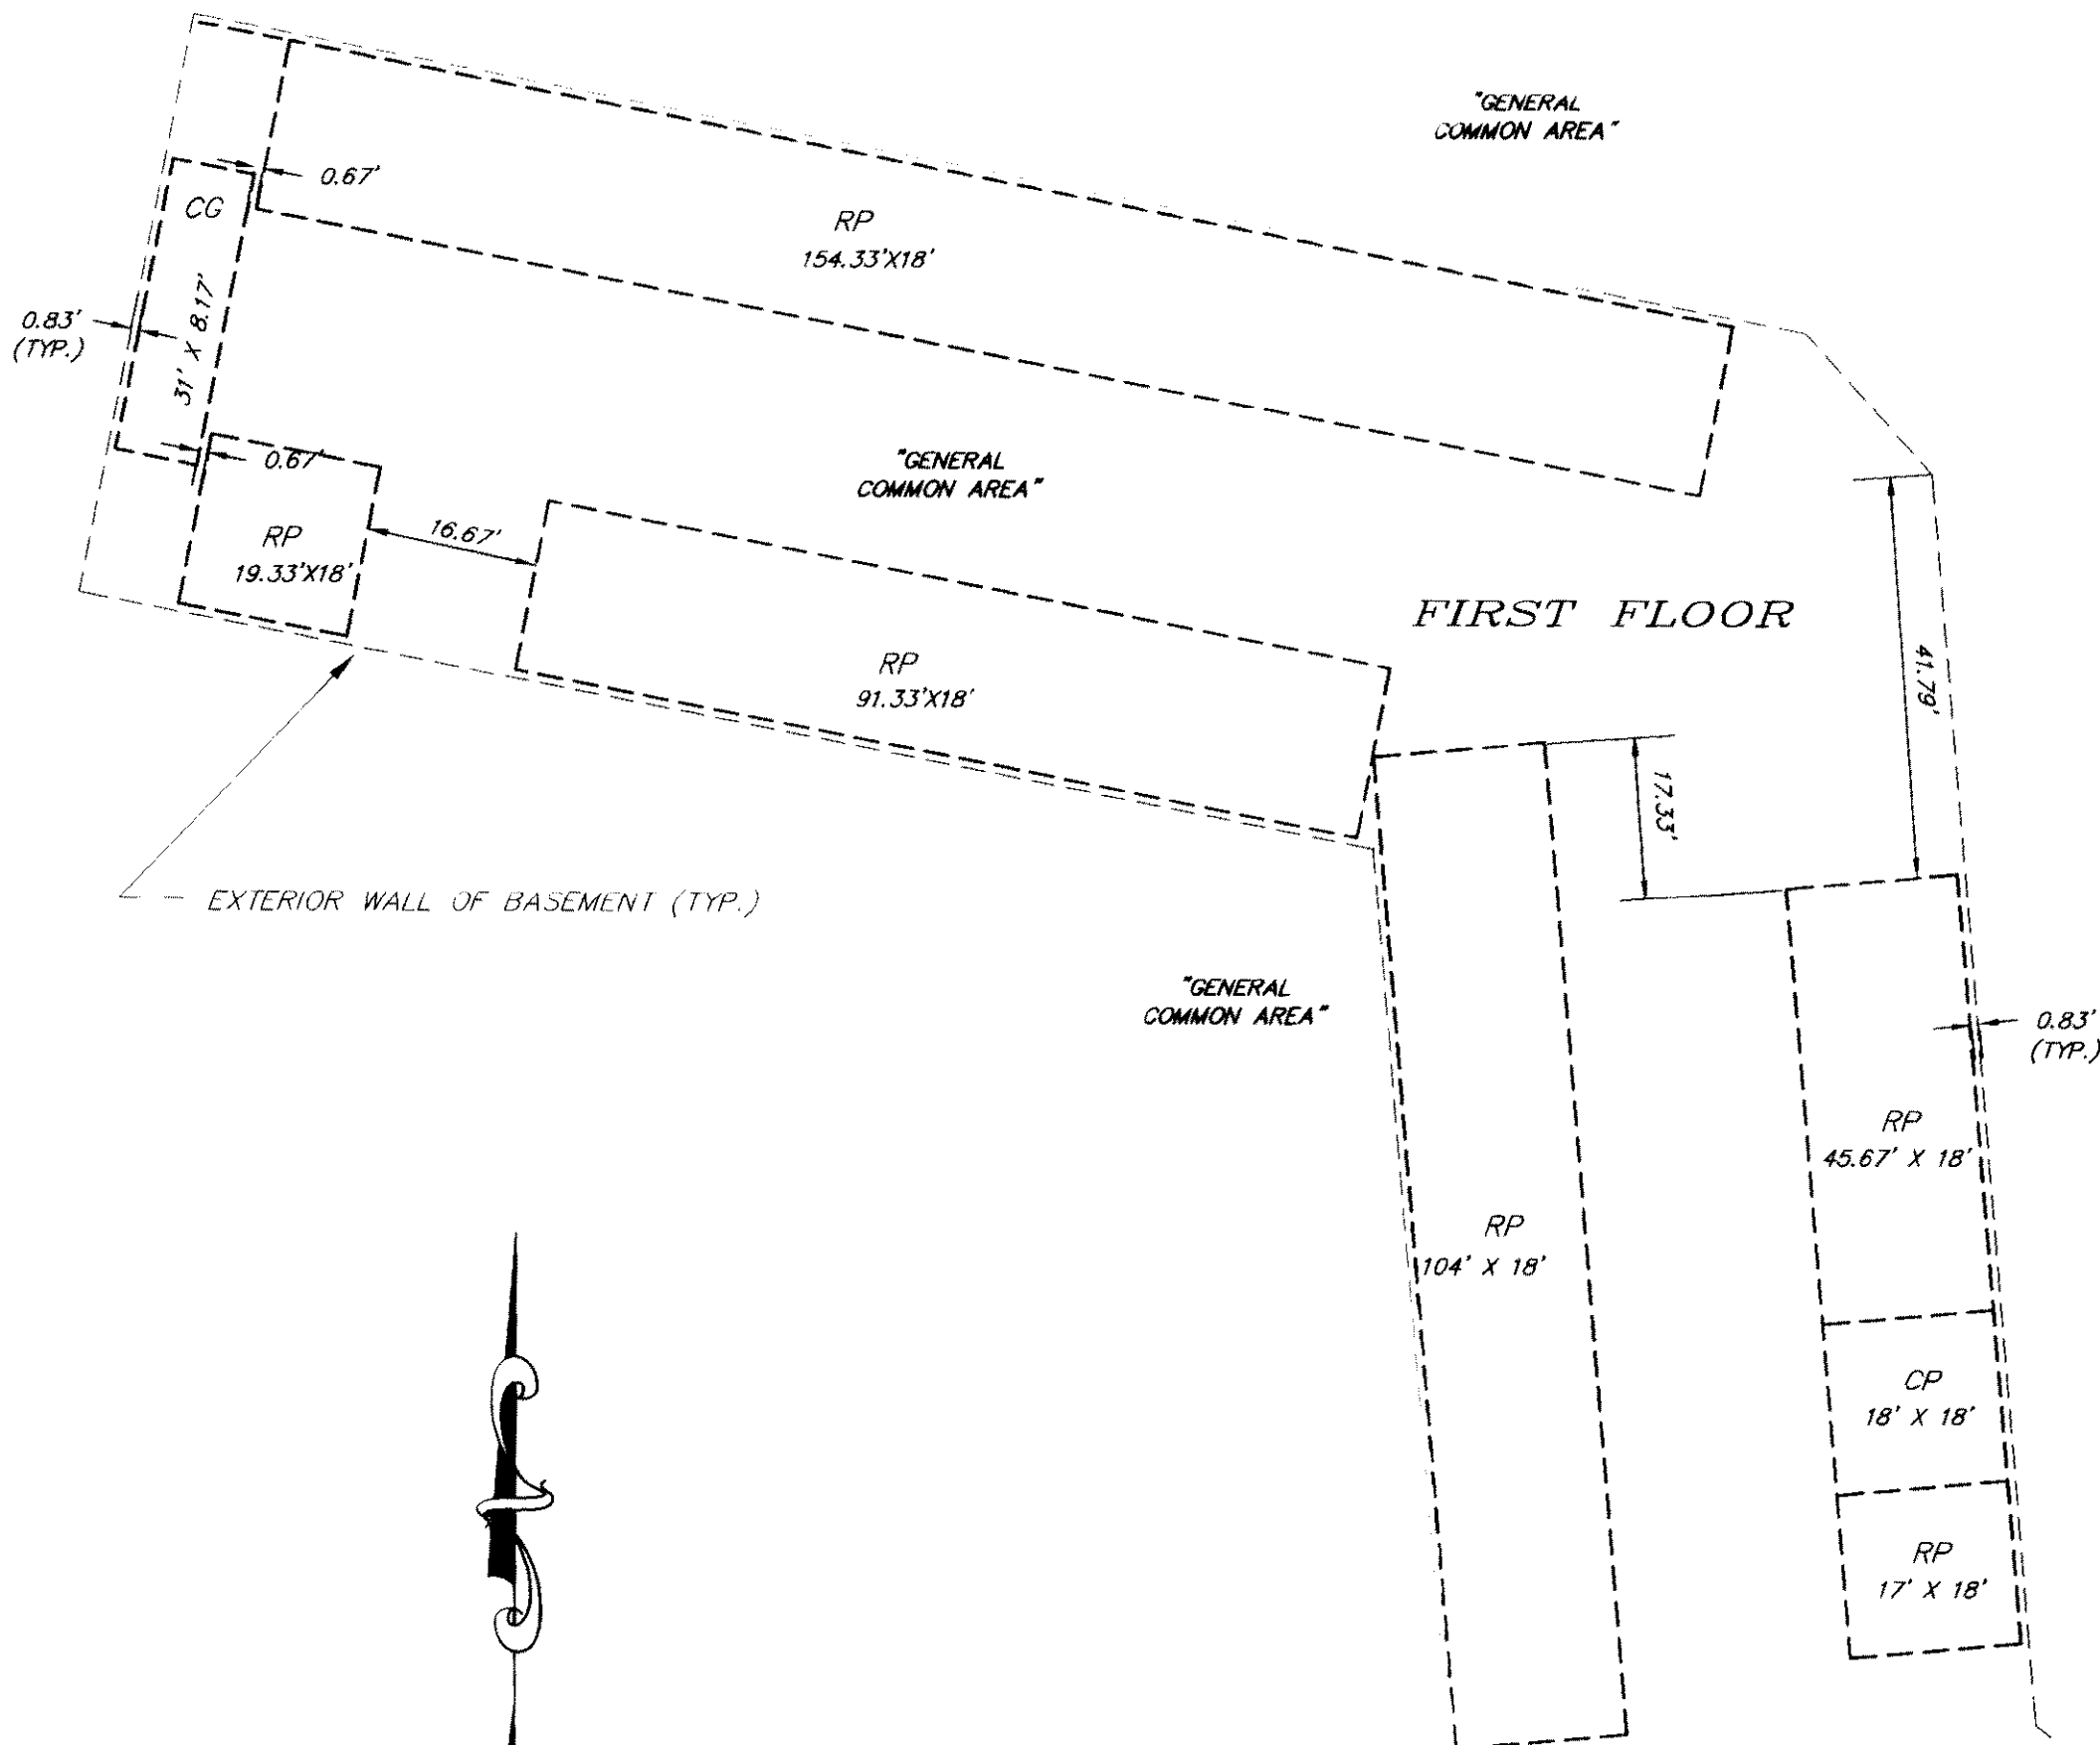 "GENERAL
COMMON AREA"
0.67'
CG
RP
154.33'X18'
31' X 8.17'
0.83'
(TYP.)
0.67'
"GENERAL
COMMON AREA"
16.67'
RP
19.33'X18'
FIRST FLOOR
41.79'
RP
91.33'X18'
17.33'
EXTERIOR WALL OF BASEMENT (TYP.)
"GENERAL
COMMON AREA"
0.83'
(TYP.)
RP
45.67' X 18'
RP
104' X 18'
CP
18' X 18'
RP
17' X 18'